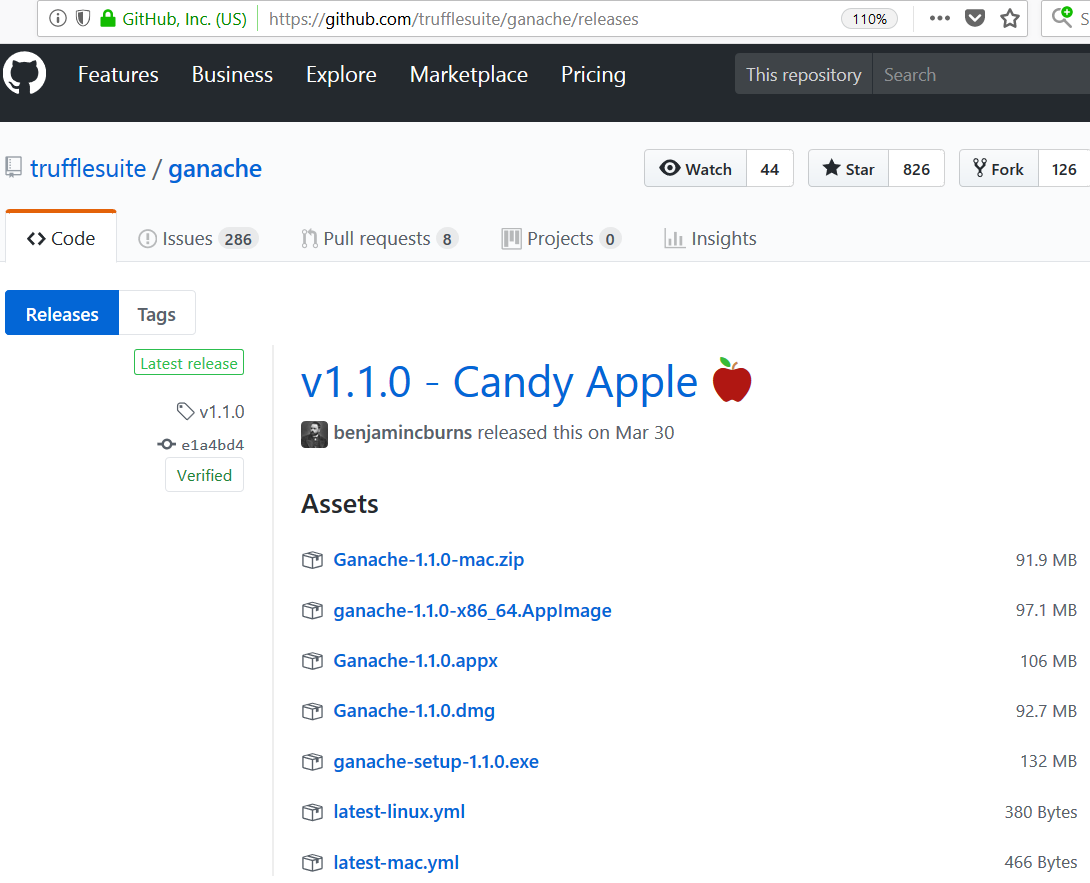 GitHub, Inc. (US) https://github.com/trufflesuite/ganache/releases 110% S
Features Business Explore Marketplace Pricing This repository Search
trufflesuite / ganache Watch 44 Star 826 Fork 126
Code Issues 286 Pull requests 8 Projects 0 Insights
Releases Tags
Latest release
v1.1.0
e1a4bd4
Verified
v1.1.0 - Candy Apple
benjamincburns released this on Mar 30
Assets
Ganache-1.1.0-mac.zip 91.9 MB
ganache-1.1.0-x86_64.AppImage 97.1 MB
Ganache-1.1.0.appx 106 MB
Ganache-1.1.0.dmg 92.7 MB
ganache-setup-1.1.0.exe 132 MB
latest-linux.yml 380 Bytes
latest-mac.yml 466 Bytes